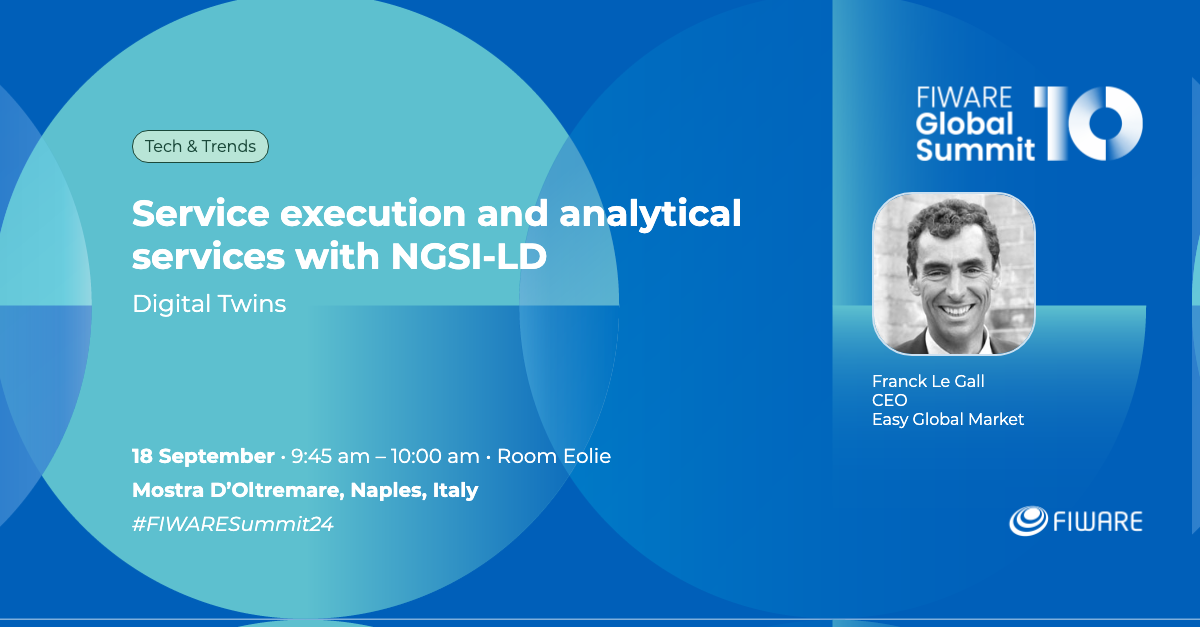 Tech & Trends
Service execution and analytical
services with NGSI-LD
Digital Twins
18 September · 9:45 am – 10:00 am · Room Eolie
Mostra D’Oltremare, Naples, Italy
#FIWARESummit24
FIWARE
Global
Summit
10
Franck Le Gall
CEO
Easy Global Market
FIWARE